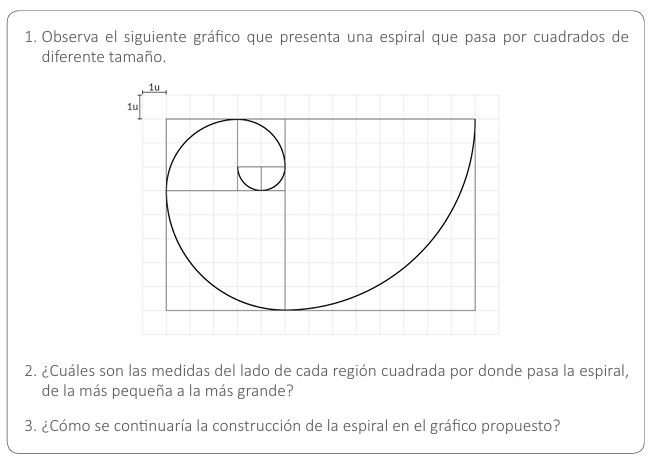 1. Observa el siguiente gráfico que presenta una espiral que pasa por cuadrados de
diferente tamaño.
1u
1u
2. ¿Cuáles son las medidas del lado de cada región cuadrada por donde pasa la espiral,
de la más pequeña a la más grande?
3. ¿Cómo se continuaría la construcción de la espiral en el gráfico propuesto?